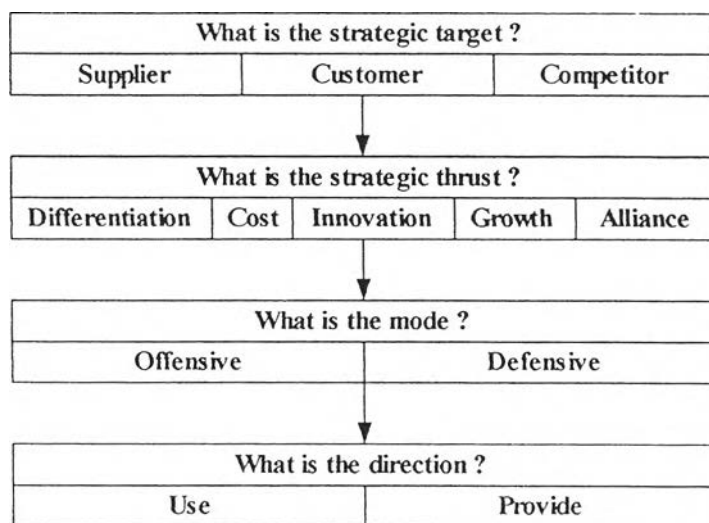 What is the strategic target ?
Supplier Customer Competitor
What is the strategic thrust ?
Differentiation Cost Innovation Growth Alliance
What is the mode ?
Offensive Defensive
What is the direction ?
Use Provide